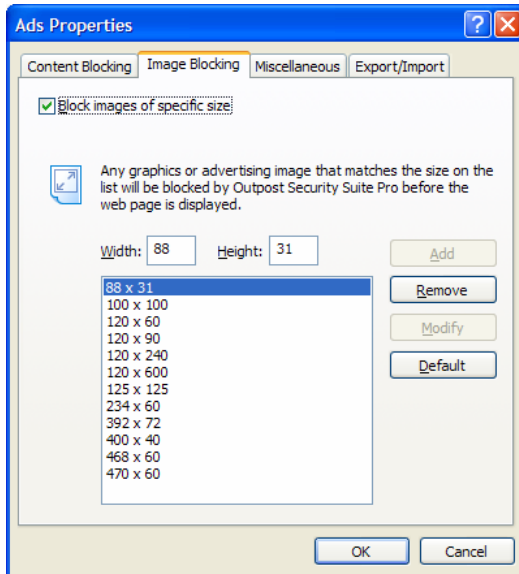 Ads Properties
?
X
Content Blocking
Image Blocking
Miscellaneous
Export/Import
Block images of specific size
Any graphics or advertising image that matches the size on the
list will be blocked by Outpost Security Suite Pro before the
web page is displayed.
Width: 88 Height: 31
Add
88 x 31
100 x 100
120 x 60
120 x 90
120 x 240
120 x 600
125 x 125
234 x 60
392 x 72
400 x 40
468 x 60
470 x 60
Remove
Modify
Default
OK
Cancel